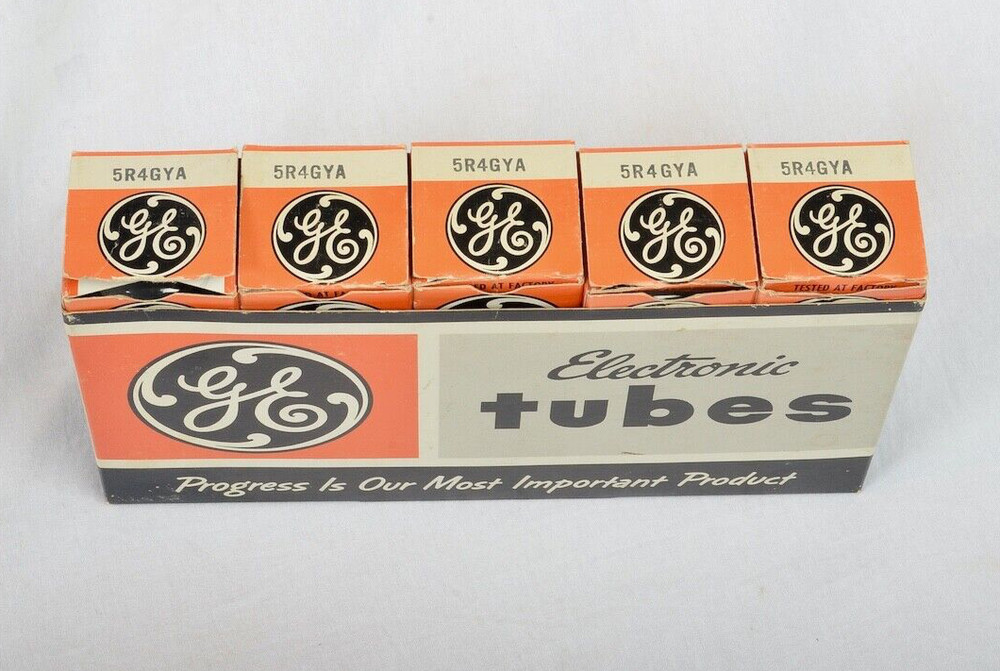 5R4GYA
5R4GYA
5R4GYA
5R4GYA
5R4GYA
GE
GE
GE
GE
GE
AT
TESTED AT FACTORY
GE
Electronic
tubes
Progress Is Our Most Important Product